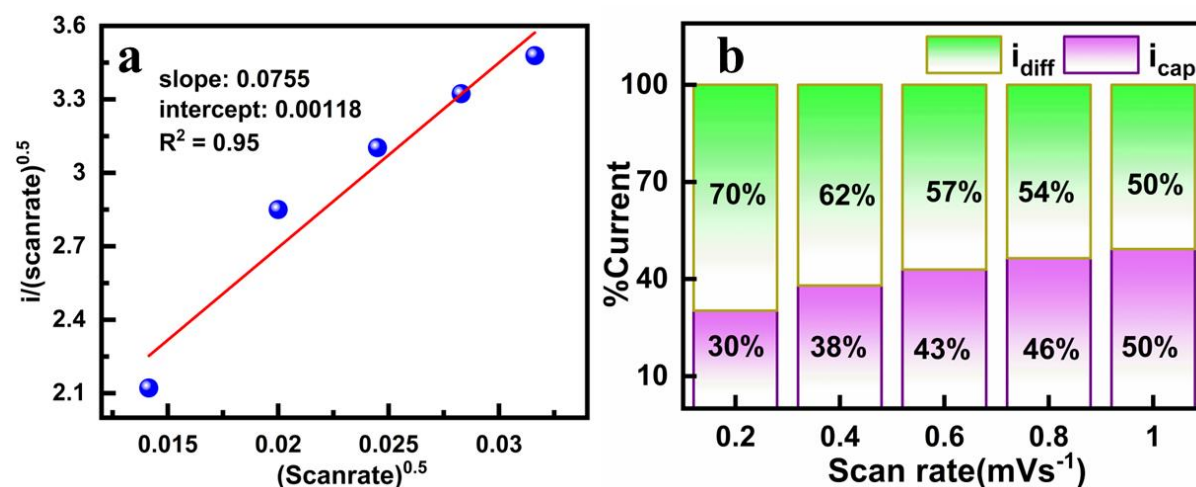 a
slope: 0.0755
intercept: 0.00118
R² = 0.95
3.6
3.3
3
2.7
2.4
2.1
i/(scanrate)^0.5
0.015 0.02 0.025 0.03
(Scanrate)^0.5
b
i_diff i_cap
100
70
40
10
%Current
70% 62% 57% 54% 50%
30% 38% 43% 46% 50%
0.2 0.4 0.6 0.8 1
Scan rate(mVs⁻¹)